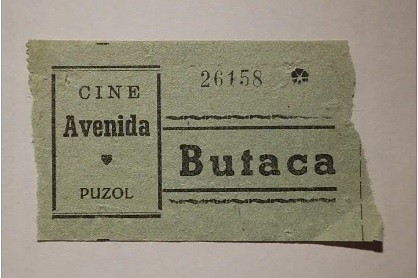 CINE
Avenida
PUZOL
26158
Butaca